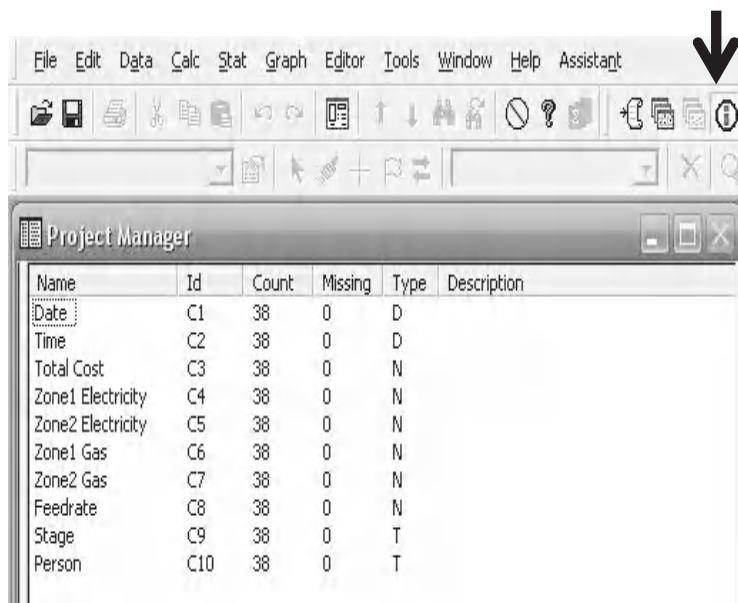 File Edit Data Calc Stat Graph Editor Tools Window Help Assistant
Project Manager
Name Id Count Missing Type Description
Date C1 38 0 D
Time C2 38 0 D
Total Cost C3 38 0 N
Zone1 Electricity C4 38 0 N
Zone2 Electricity C5 38 0 N
Zone1 Gas C6 38 0 N
Zone2 Gas C7 38 0 N
Feedrate C8 38 0 N
Stage C9 38 0 T
Person C10 38 0 T